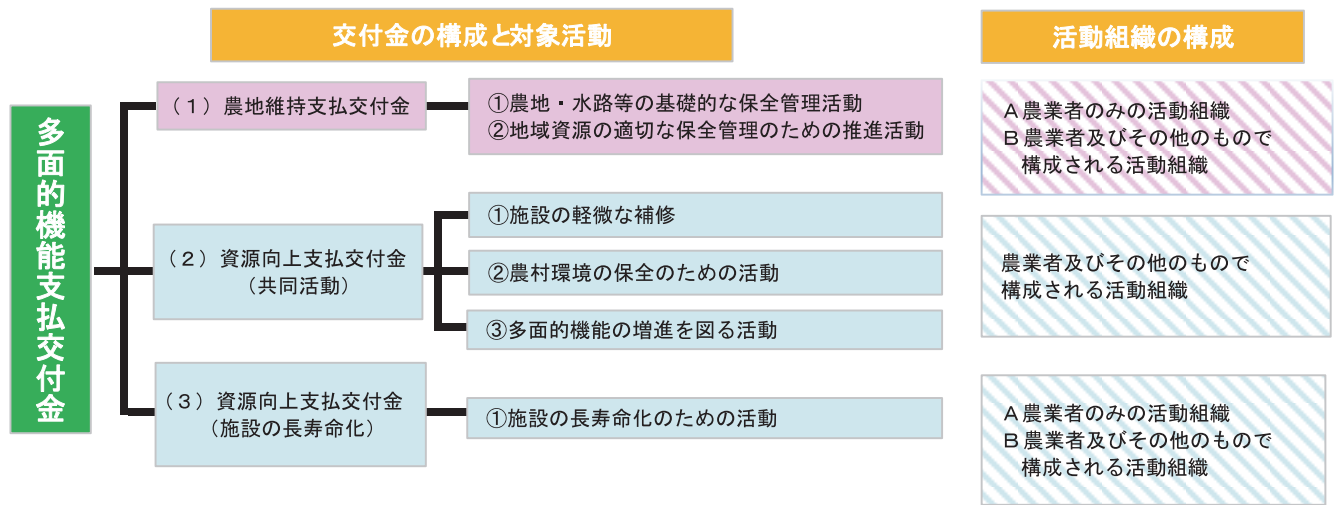 交付金の構成と対象活動
活動組織の構成
多面的機能支払交付金
（１）農地維持支払交付金
①農地・水路等の基礎的な保全管理活動
②地域資源の適切な保全管理のための推進活動
Ａ農業者のみの活動組織
Ｂ農業者及びその他のもので
構成される活動組織
（２）資源向上支払交付金
（共同活動）
①施設の軽微な補修
②農村環境の保全のための活動
③多面的機能の増進を図る活動
農業者及びその他のもので
構成される活動組織
（３）資源向上支払交付金
（施設の長寿命化）
①施設の長寿命化のための活動
Ａ農業者のみの活動組織
Ｂ農業者及びその他のもので
構成される活動組織